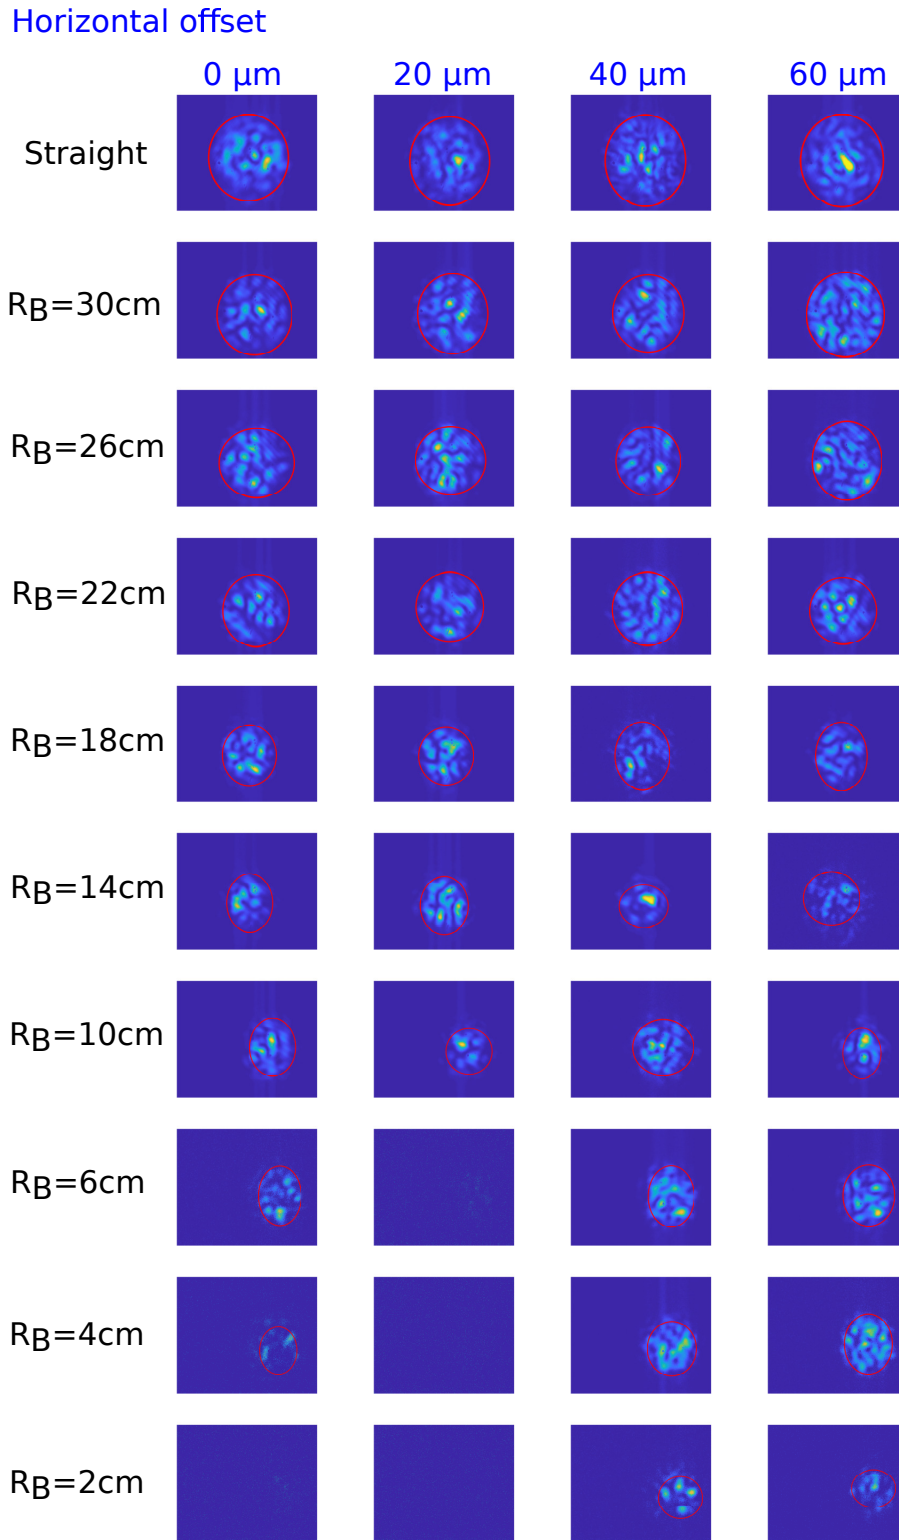 Horizontal offset
0 μm 20 μm 40 μm 60 μm
Straight
RB=30cm
RB=26cm
RB=22cm
RB=18cm
RB=14cm
RB=10cm
RB=6cm
RB=4cm
RB=2cm